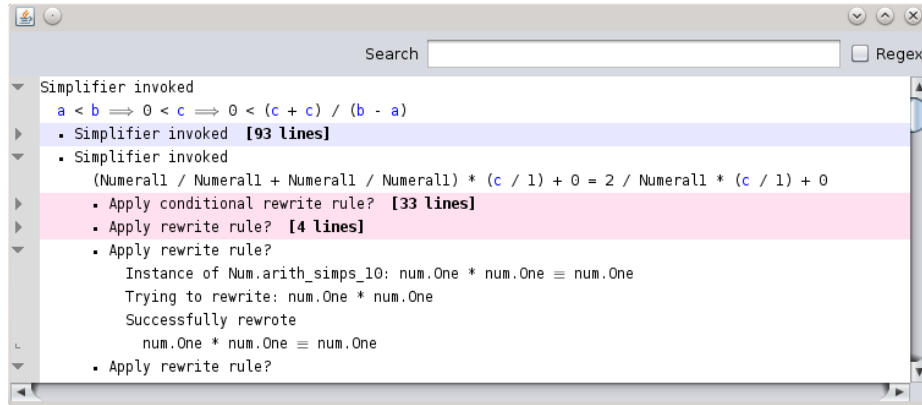 Search Regex
Simplifier invoked
a < b ⟹ 0 < c ⟹ 0 < (c + c) / (b - a)
▪ Simplifier invoked [93 lines]
▪ Simplifier invoked
(Numeral1 / Numeral1 + Numeral1 / Numeral1) * (c / 1) + 0 = 2 / Numeral1 * (c / 1) + 0
▪ Apply conditional rewrite rule? [33 lines]
▪ Apply rewrite rule? [4 lines]
▪ Apply rewrite rule?
Instance of Num.arith_simps_10: num.One * num.One ≡ num.One
Trying to rewrite: num.One * num.One
Successfully rewrote
num.One * num.One ≡ num.One
▪ Apply rewrite rule?